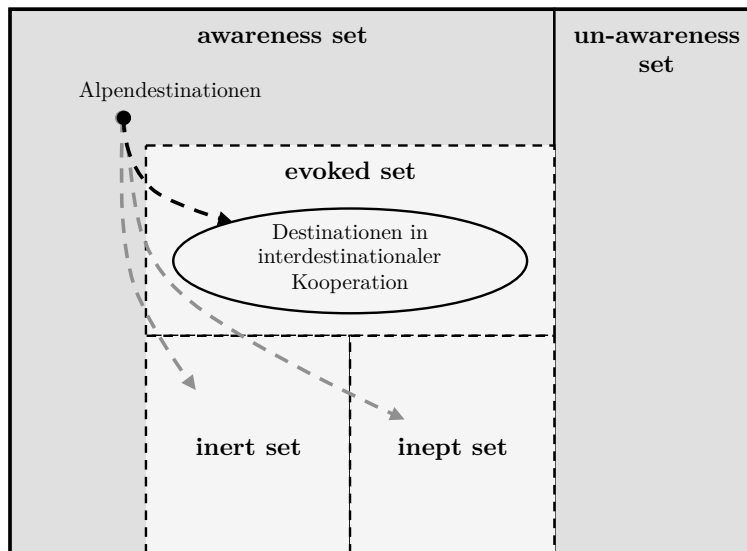 awareness set
un-awareness
set
Alpendestinationen
evoked set
Destinationen in
interdestinationaler
Kooperation
inert set
inept set